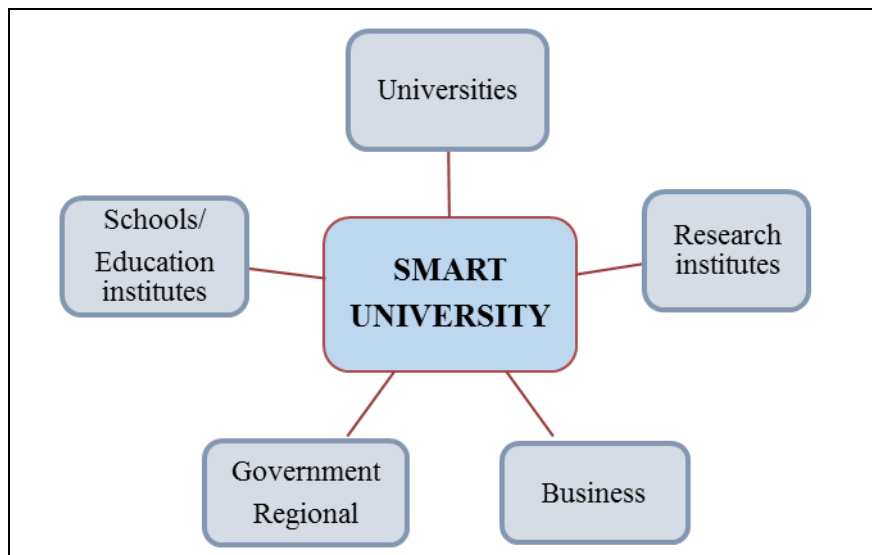 Universities
Schools/
Education
institutes
SMART
UNIVERSITY
Research
institutes
Government
Regional
Business